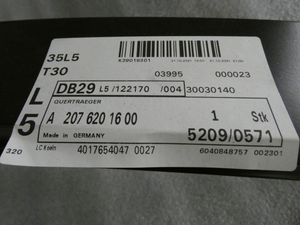 35L5
K29019201
T30
03995 000023
DB29 L5 /122170 /004 30030140
L
5
QUERTRAEGER
A 207 620 16 00 1 Stk
Made in GERMANY 5209/0571
320 LC Koeln 4017654047 0027 6040848757 002301